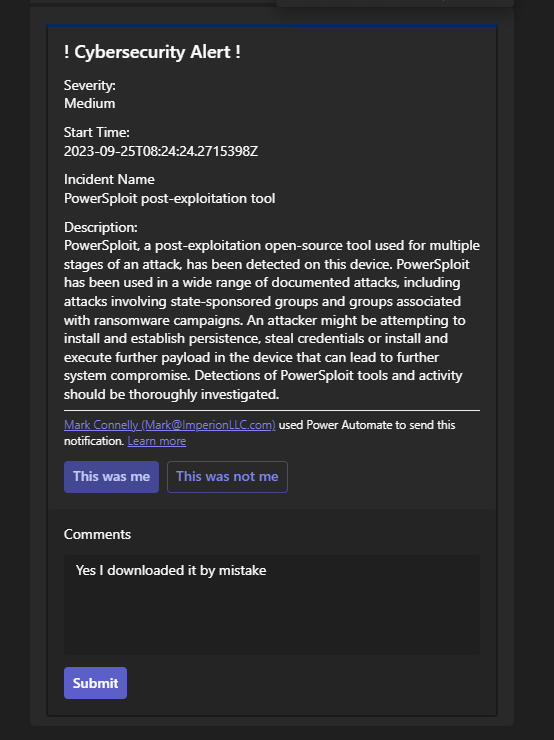 ! Cybersecurity Alert !
Severity:
Medium
Start Time:
2023-09-25T08:24:24.2715398Z
Incident Name
PowerSploit post-exploitation tool
Description:
PowerSploit, a post-exploitation open-source tool used for multiple
stages of an attack, has been detected on this device. PowerSploit
has been used in a wide range of documented attacks, including
attacks involving state-sponsored groups and groups associated
with ransomware campaigns. An attacker might be attempting to
install and establish persistence, steal credentials or install and
execute further payload in the device that can lead to further
system compromise. Detections of PowerSploit tools and activity
should be thoroughly investigated.
Mark Connelly (Mark@ImperionLLC.com) used Power Automate to send this
notification. Learn more
This was me This was not me
Comments
Yes I downloaded it by mistake
Submit